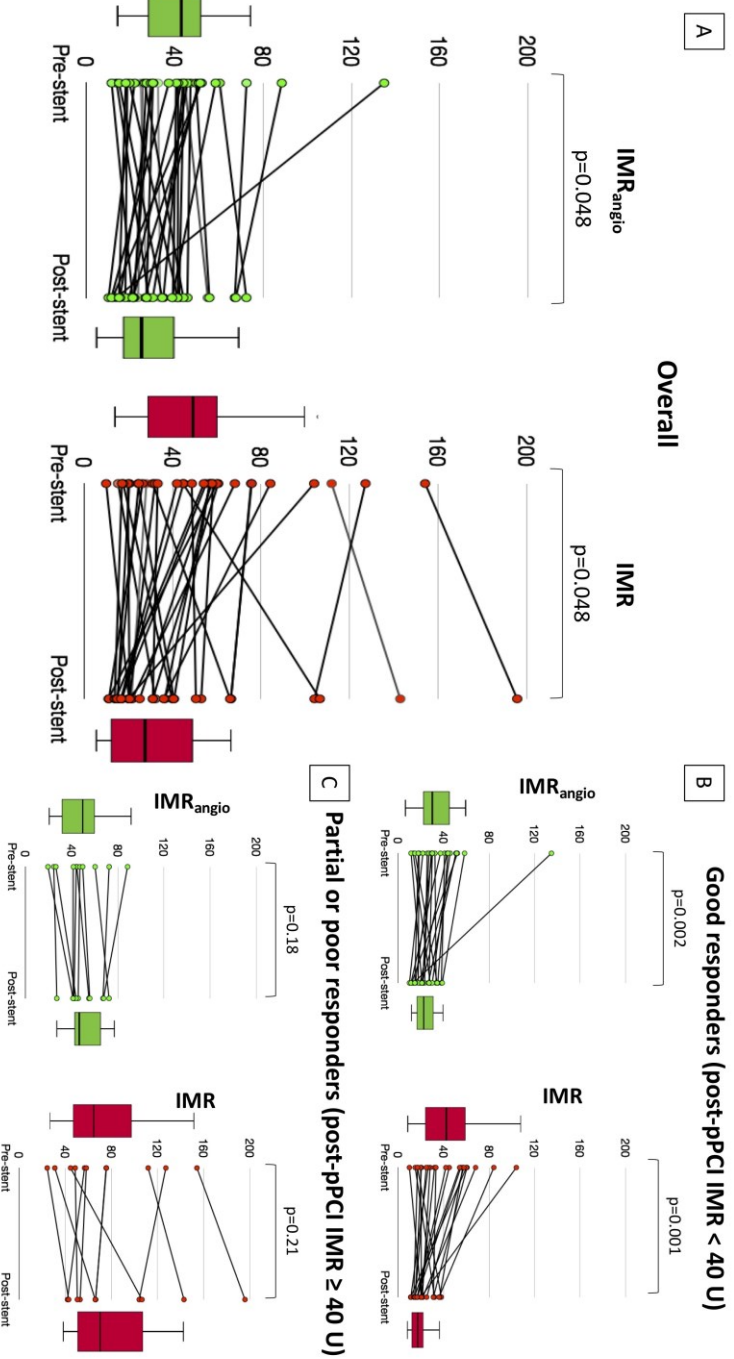 A
Overall
IMRangio
p=0.048
200
160
120
80
40
0
Pre-stent
Post-stent
IMR
p=0.048
200
160
120
80
40
0
Pre-stent
Post-stent
B
Good responders (post-pPCI IMR < 40 U)
IMRangio
p=0.002
200
160
120
80
40
0
Pre-stent
Post-stent
IMR
p=0.001
200
160
120
80
40
0
Pre-stent
Post-stent
C
Partial or poor responders (post-pPCI IMR ≥ 40 U)
IMRangio
p=0.18
200
160
120
80
40
0
Pre-stent
Post-stent
IMR
p=0.21
200
160
120
80
40
0
Pre-stent
Post-stent